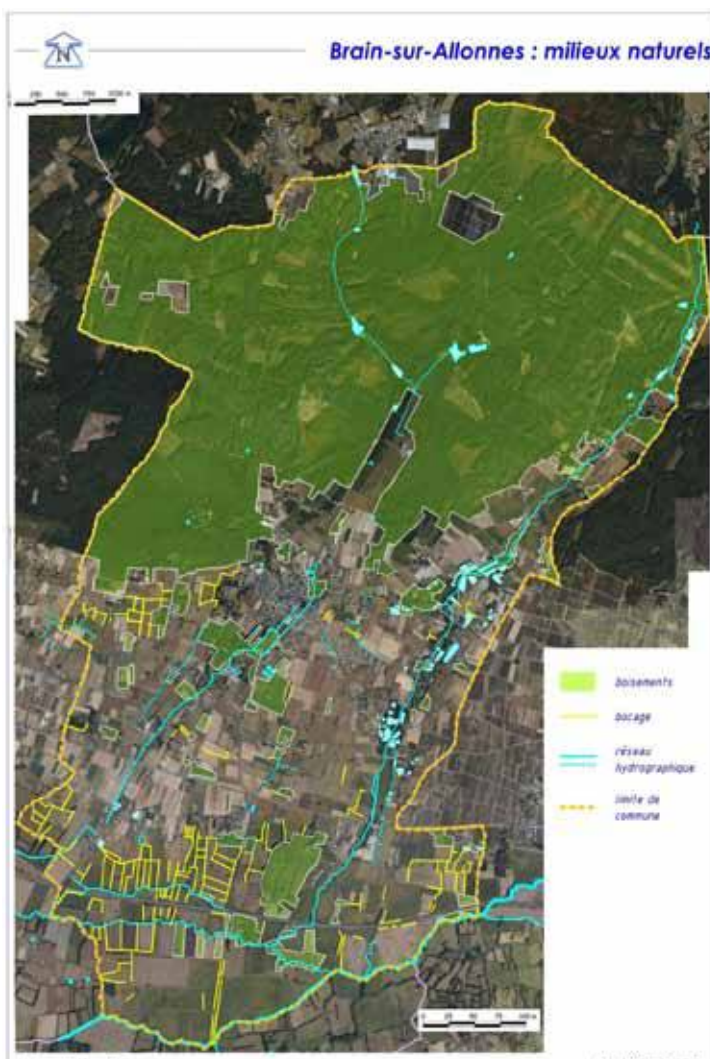 N
Brain-sur-Allonnes : milieux naturels
boisements
bocage
réseau
hydrographique
limite de
commune